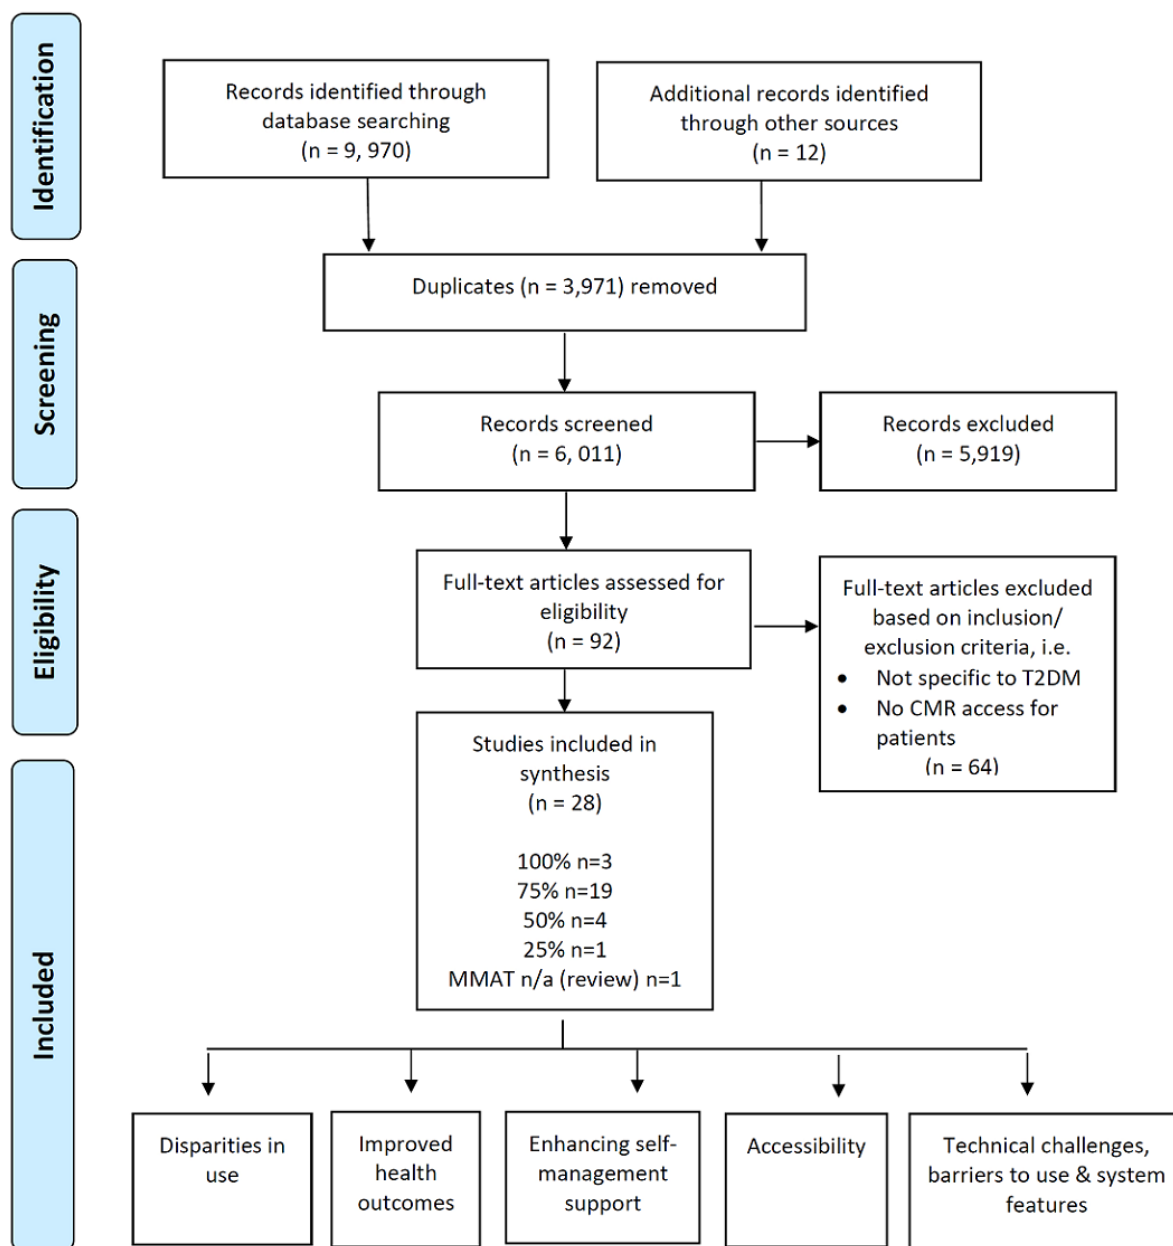 Identification
Records identified through
database searching
(n = 9, 970)
Additional records identified
through other sources
(n = 12)
Screening
Duplicates (n = 3,971) removed
Records screened
(n = 6, 011)
Records excluded
(n = 5,919)
Eligibility
Full-text articles assessed for
eligibility
(n = 92)
Full-text articles excluded
based on inclusion/
exclusion criteria, i.e.
• Not specific to T2DM
• No CMR access for
patients
(n = 64)
Included
Studies included in
synthesis
(n = 28)
100% n=3
75% n=19
50% n=4
25% n=1
MMAT n/a (review) n=1
Disparities in
use
Improved
health
outcomes
Enhancing self-
management
support
Accessibility
Technical challenges,
barriers to use & system
features